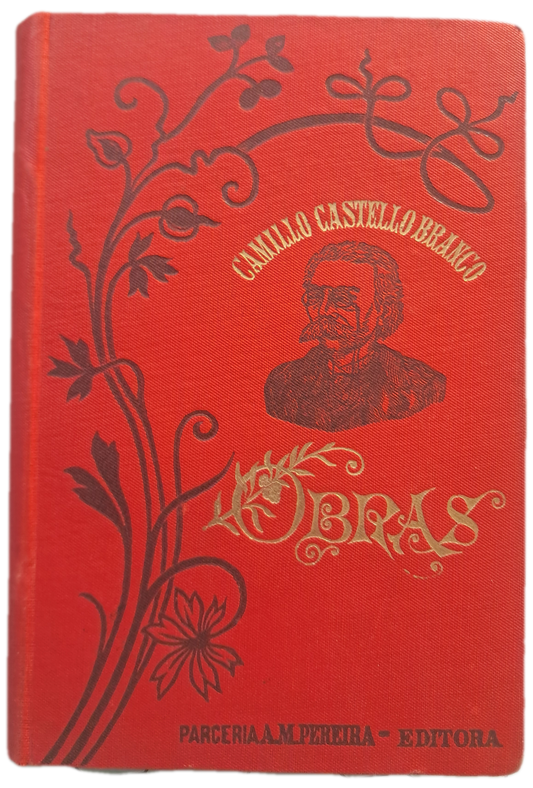 CAMILLO CASTELLO BRANCO
OBRAS
PARCERIA A.M. PEREIRA - EDITORA